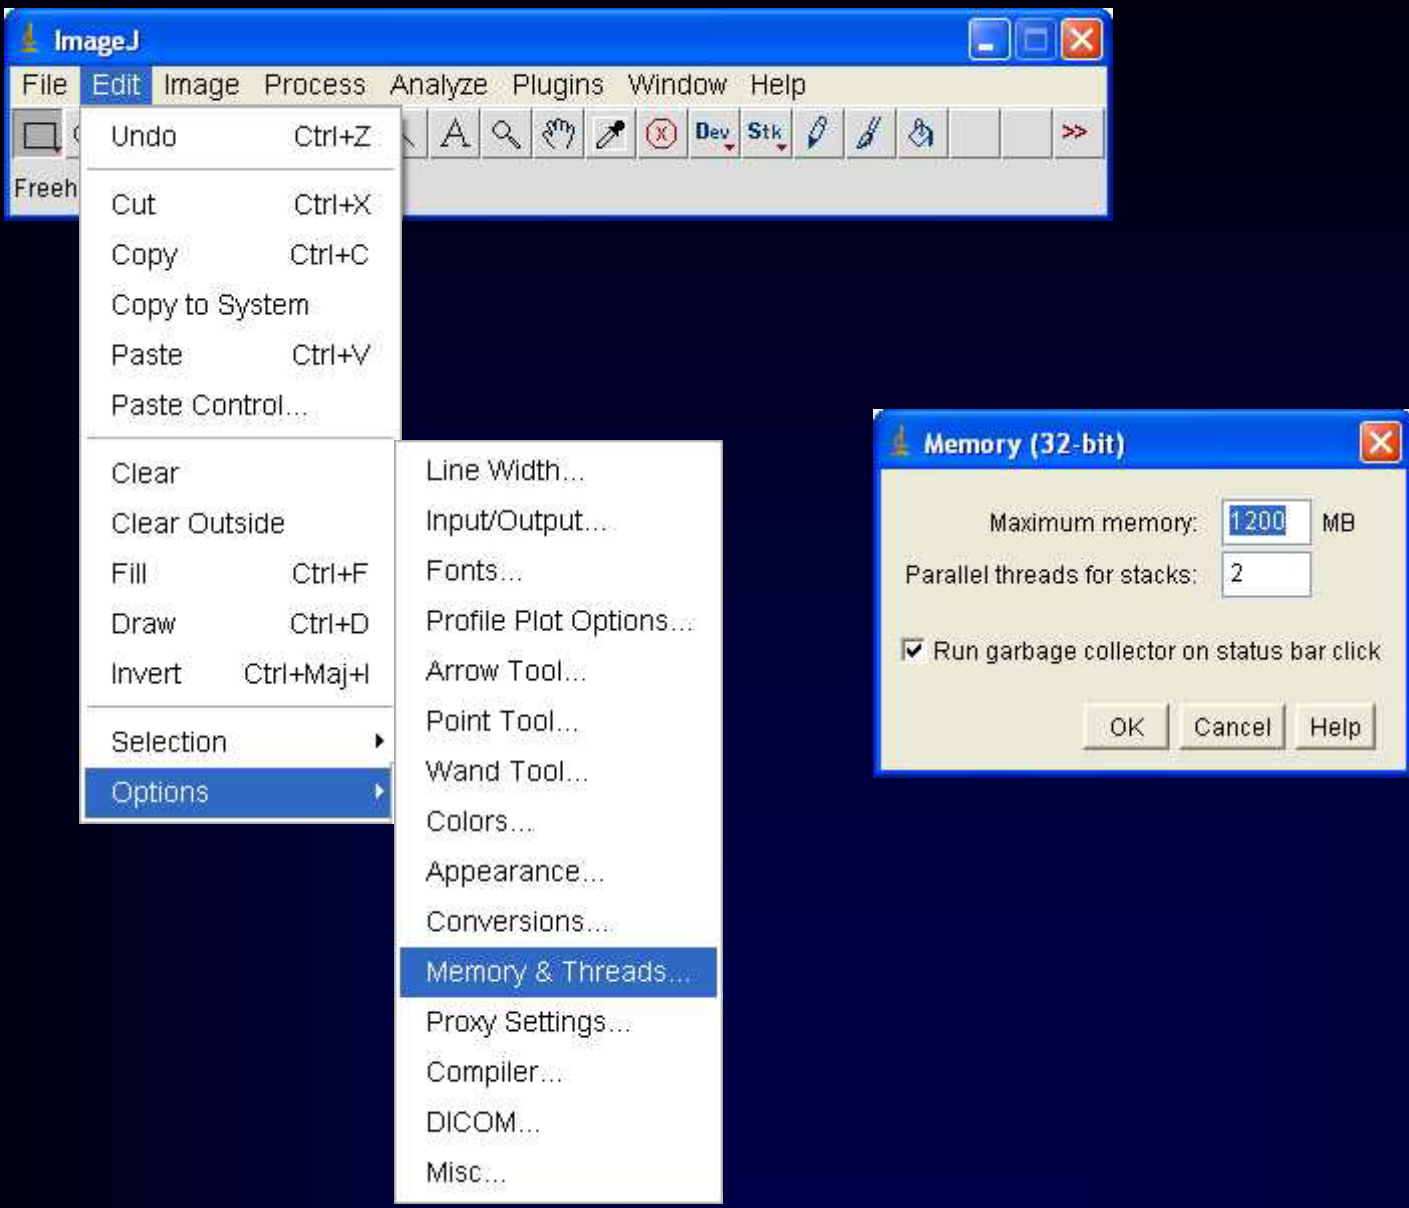 ImageJ
File Edit Image Process Analyze Plugins Window Help
A Dev Stk >>
Freeh
Undo Ctrl+Z
Cut Ctrl+X
Copy Ctrl+C
Copy to System
Paste Ctrl+V
Paste Control...
Clear
Clear Outside
Fill Ctrl+F
Draw Ctrl+D
Invert Ctrl+Maj+I
Selection
Options
Line Width...
Input/Output...
Fonts...
Profile Plot Options...
Arrow Tool...
Point Tool...
Wand Tool...
Colors...
Appearance...
Conversions...
Memory & Threads...
Proxy Settings...
Compiler...
DICOM...
Misc...
Memory (32-bit)
Maximum memory: 1200 MB
Parallel threads for stacks: 2
Run garbage collector on status bar click
OK Cancel Help